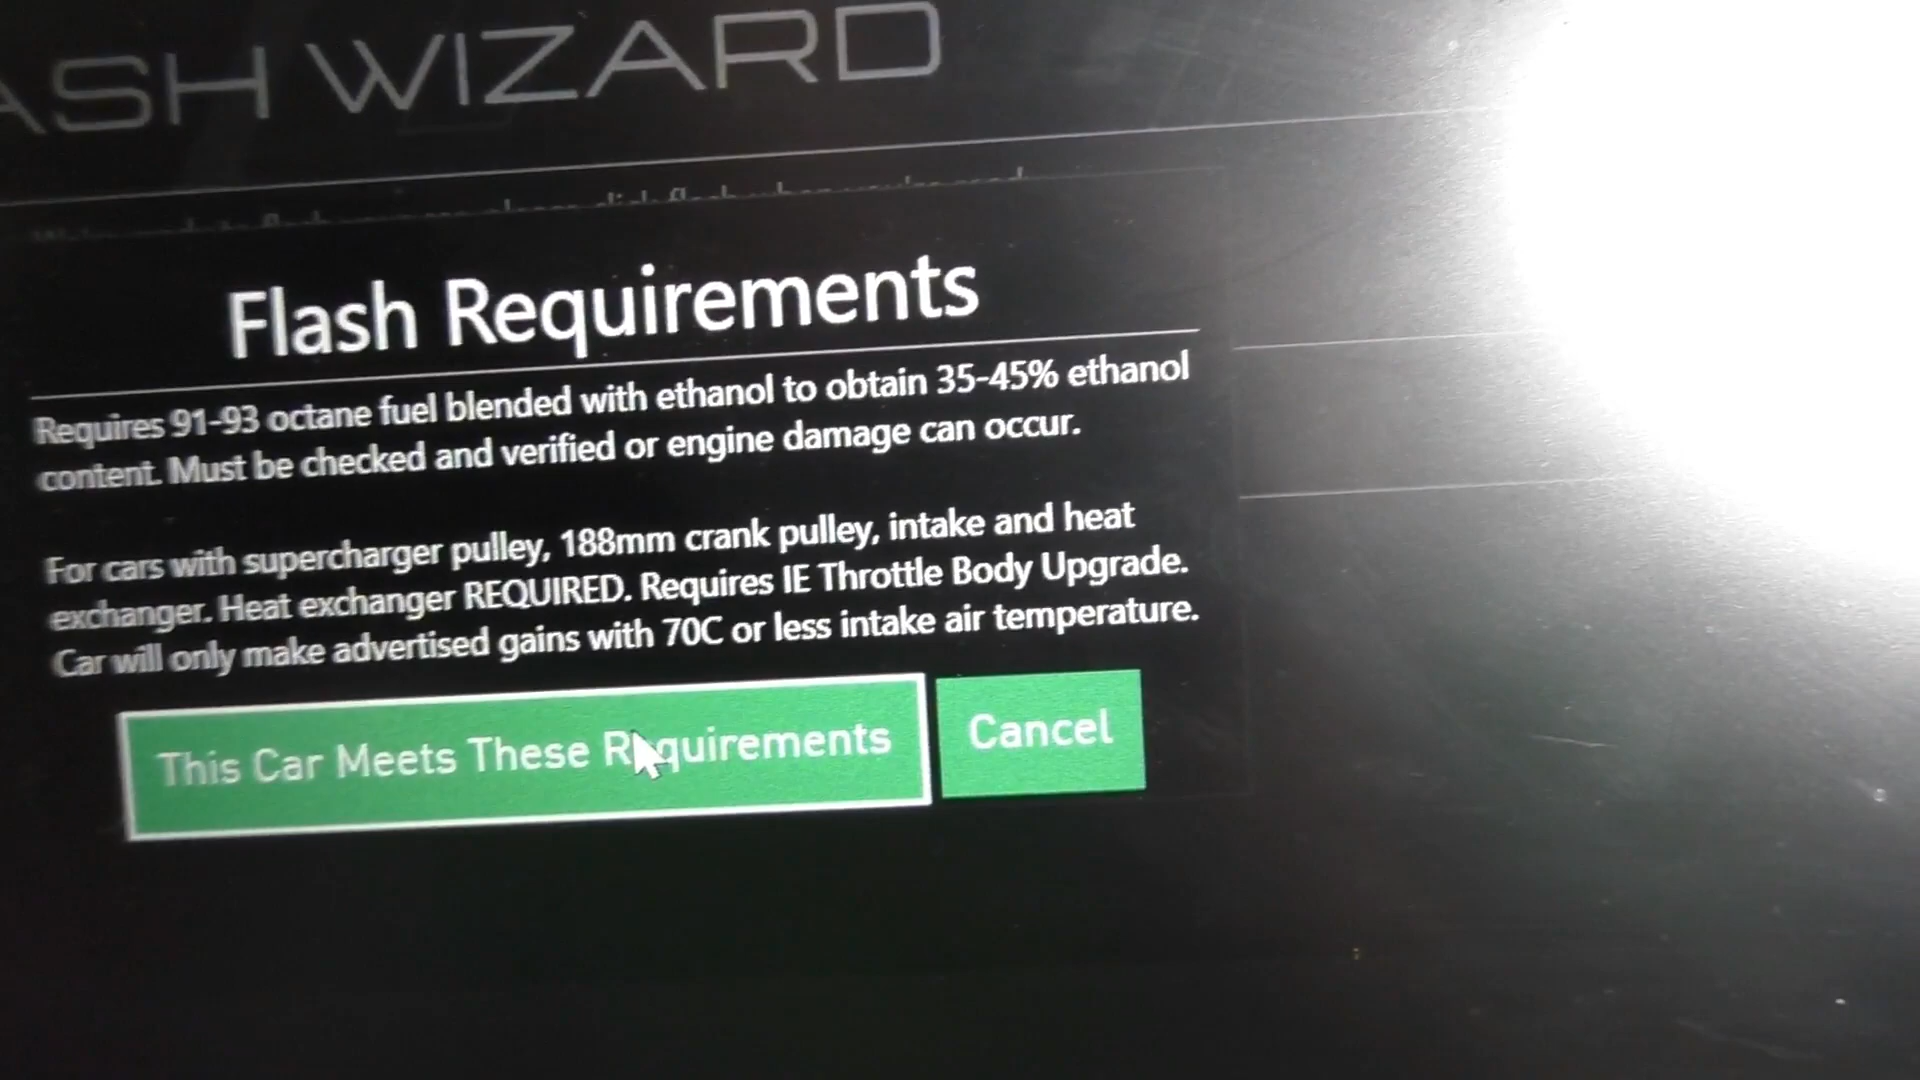 ASH WIZARD
Flash Requirements
Requires 91-93 octane fuel blended with ethanol to obtain 35-45% ethanol
content. Must be checked and verified or engine damage can occur.
For cars with supercharger pulley, 188mm crank pulley, intake and heat
exchanger. Heat exchanger REQUIRED. Requires IE Throttle Body Upgrade.
Car will only make advertised gains with 70C or less intake air temperature.
This Car Meets These Requirements
Cancel